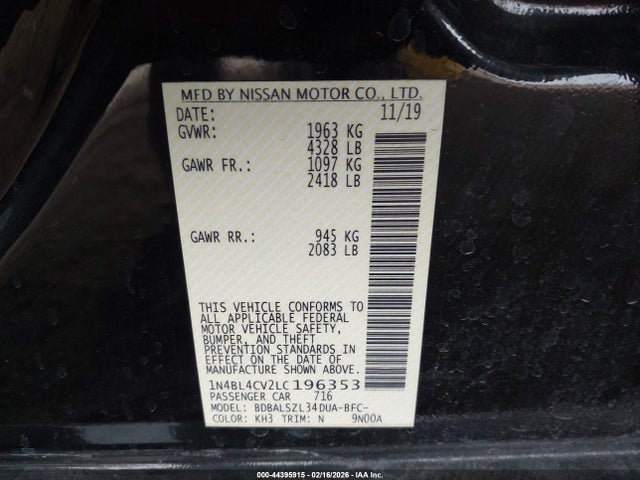 MFD BY NISSAN MOTOR CO., LTD.
DATE: 11/19
GVWR: 1963 KG
4328 LB
GAWR FR.: 1097 KG
2418 LB
GAWR RR.: 945 KG
2083 LB
THIS VEHICLE CONFORMS TO
ALL APPLICABLE FEDERAL
MOTOR VEHICLE SAFETY,
BUMPER, AND THEFT
PREVENTION STANDARDS IN
EFFECT ON THE DATE OF
MANUFACTURE SHOWN ABOVE.
1N4BL4CV2LC196353
PASSENGER CAR 716
MODEL: BDBALSZL34DUA-BFC-
COLOR: KH3 TRIM: N 9N00A
000-44395915 - 02/16/2026 - IAA Inc.